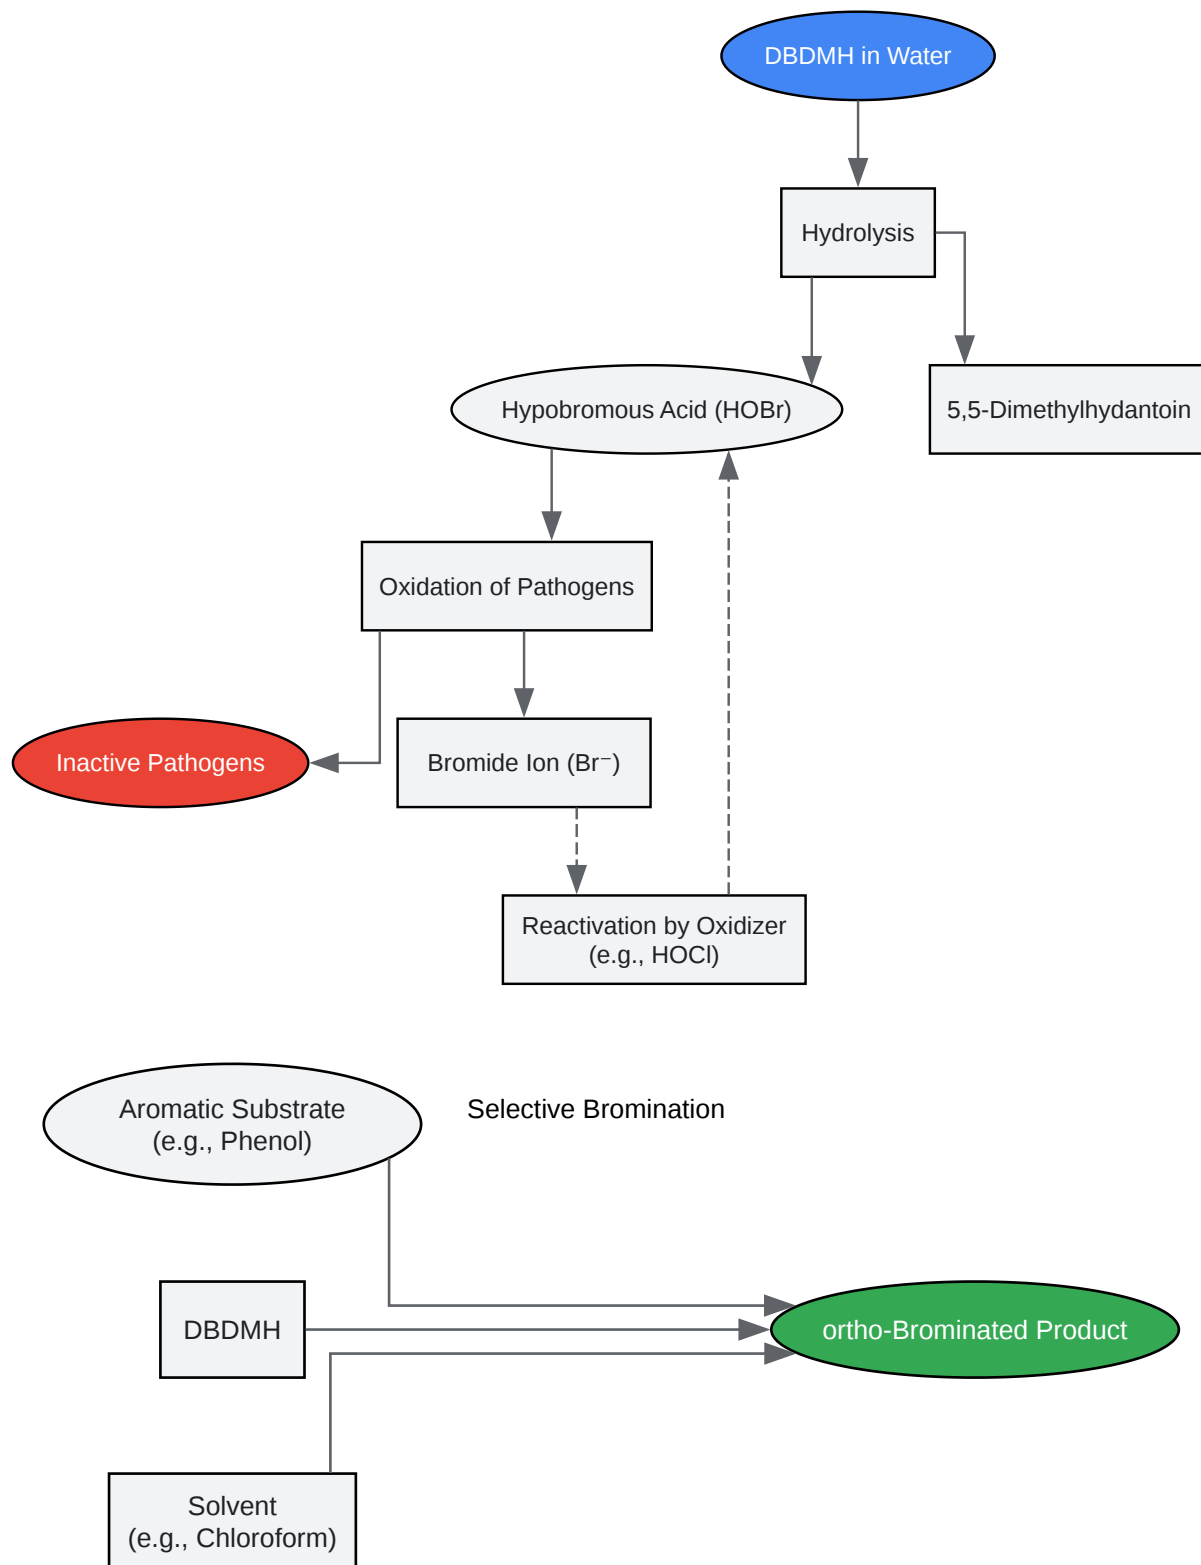 DBDMH in Water
Hydrolysis
Hypobromous Acid (HOBr)
5,5-Dimethylhydantoin
Oxidation of Pathogens
Inactive Pathogens
Bromide Ion (Br⁻)
Reactivation by Oxidizer
(e.g., HOCl)
Aromatic Substrate
(e.g., Phenol)
Selective Bromination
DBDMH
ortho-Brominated Product
Solvent
(e.g., Chloroform)